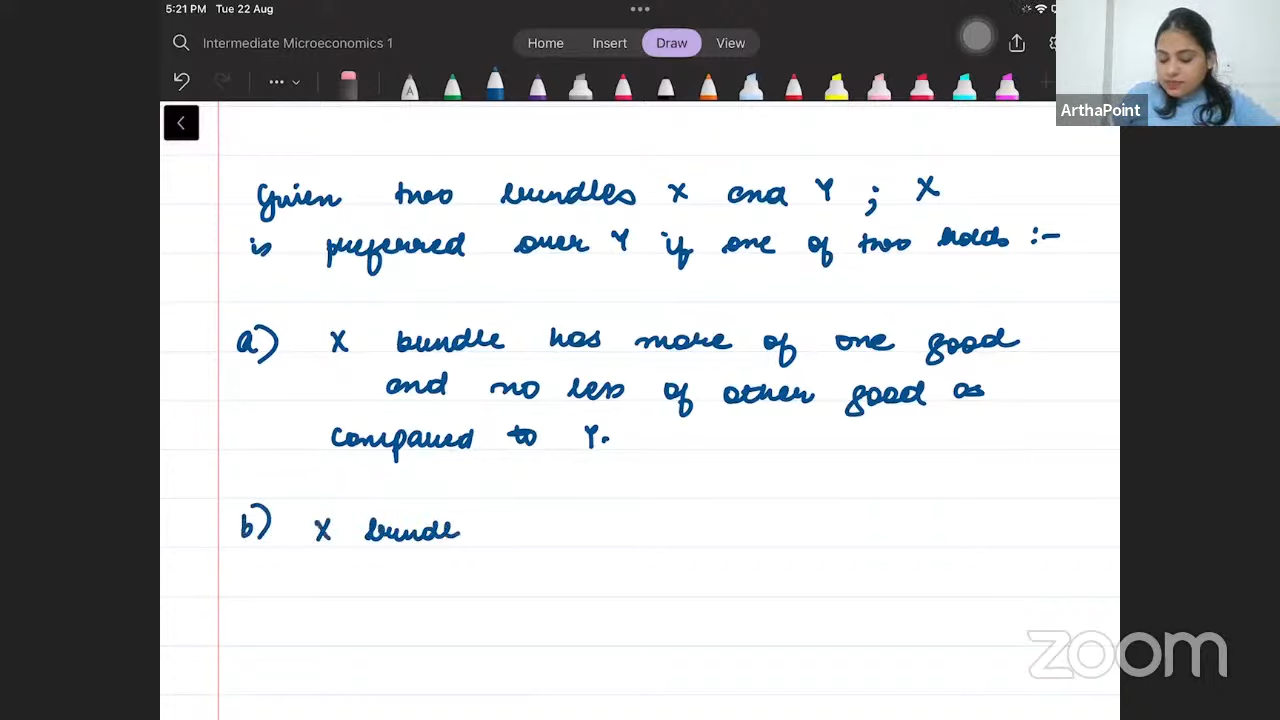 5:21 PM Tue 22 Aug
Intermediate Microeconomics 1
Home Insert Draw View
A
ArthaPoint
Given two bundles X and Y ; X
is preferred over Y if one of two holds :-
a) X bundle has more of one good
and no less of other good as
compared to Y.
b) X bundle
zoom